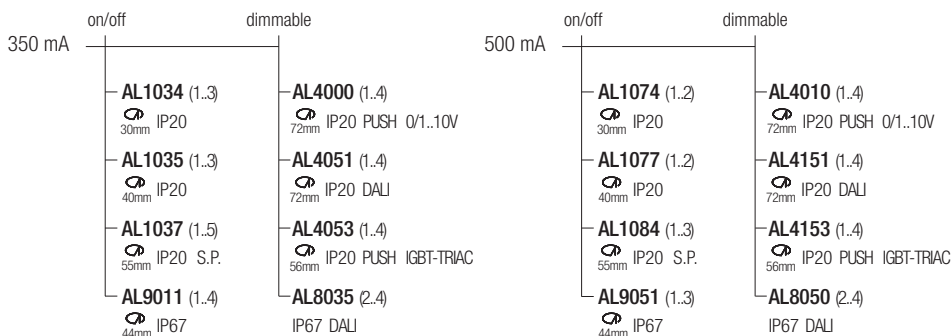 on/off
dimmable
350 mA
AL1034 (1..3)
30mm IP20
AL1035 (1..3)
40mm IP20
AL1037 (1..5)
55mm IP20 S.P.
AL9011 (1..4)
44mm IP67
AL4000 (1..4)
72mm IP20 PUSH 0/1..10V
AL4051 (1..4)
72mm IP20 DALI
AL4053 (1..4)
56mm IP20 PUSH IGBT-TRIAC
AL8035 (2..4)
IP67 DALI
on/off
dimmable
500 mA
AL1074 (1..2)
30mm IP20
AL1077 (1..2)
40mm IP20
AL1084 (1..3)
55mm IP20 S.P.
AL9051 (1..3)
44mm IP67
AL4010 (1..4)
72mm IP20 PUSH 0/1..10V
AL4151 (1..4)
72mm IP20 DALI
AL4153 (1..4)
56mm IP20 PUSH IGBT-TRIAC
AL8050 (2..4)
IP67 DALI